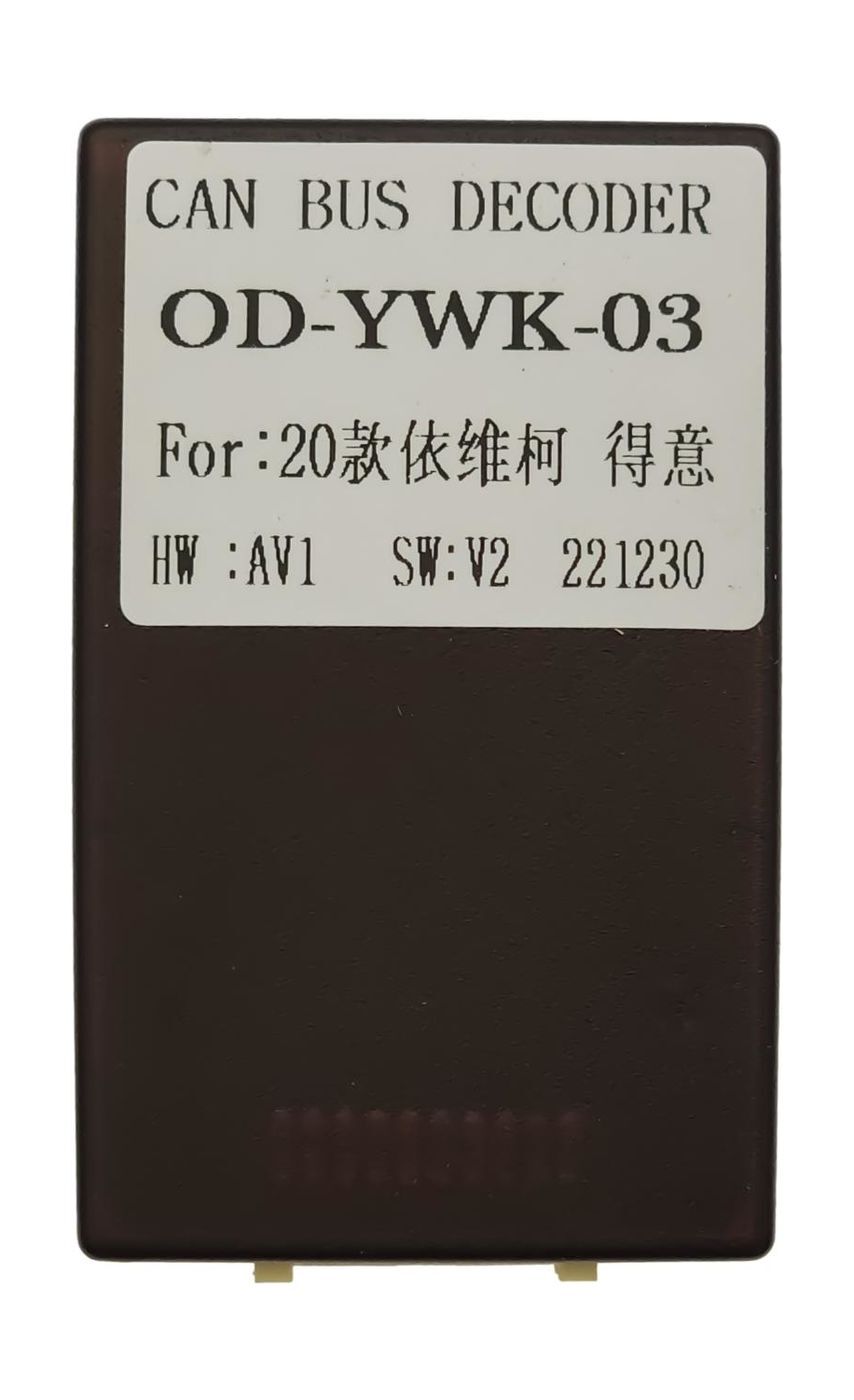 CAN BUS DECODER
OD-YWK-03
For:20款依维柯 得意
HW :AV1 SW:V2 221230